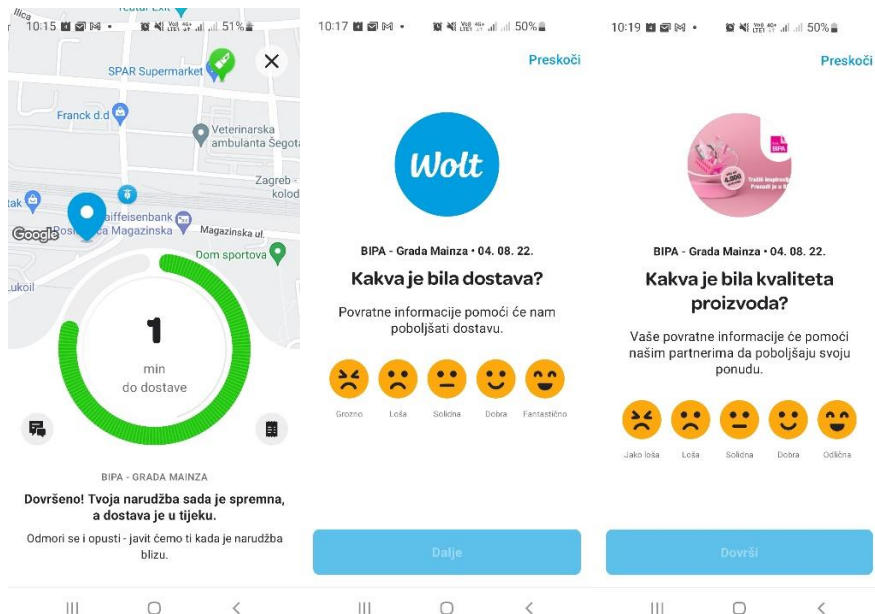 Ilica
10:15
51%
SPAR Supermarket
Franck d.d
Veterinarska
ambulanta Šegota
Zagreb -
kolod
tak
Raiffeisenbank
Magazinska
Magazinska ul.
Google
Dom sportova
Lukoil
1
min
do dostave
BIPA - GRADA MAINZA
Dovršeno! Tvoja narudžba sada je spremna,
a dostava je u tijeku.
Odmori se i opusti - javit ćemo ti kada je narudžba
blizu.
10:17
50%
Preskoči
Wolt
BIPA - Grada Mainza • 04. 08. 22.
Kakva je bila dostava?
Povratne informacije pomoći će nam
poboljšati dostavu.
Grozno Loša Solidna Dobra Fantastično
Dalje
10:19
50%
Preskoči
BIPA
4.000
BIPA - Grada Mainza • 04. 08. 22.
Kakva je bila kvaliteta
proizvoda?
Vaše povratne informacije će pomoći
našim partnerima da poboljšaju svoju
ponudu.
Jako loša Loša Solidna Dobra Odlična
Dovrši